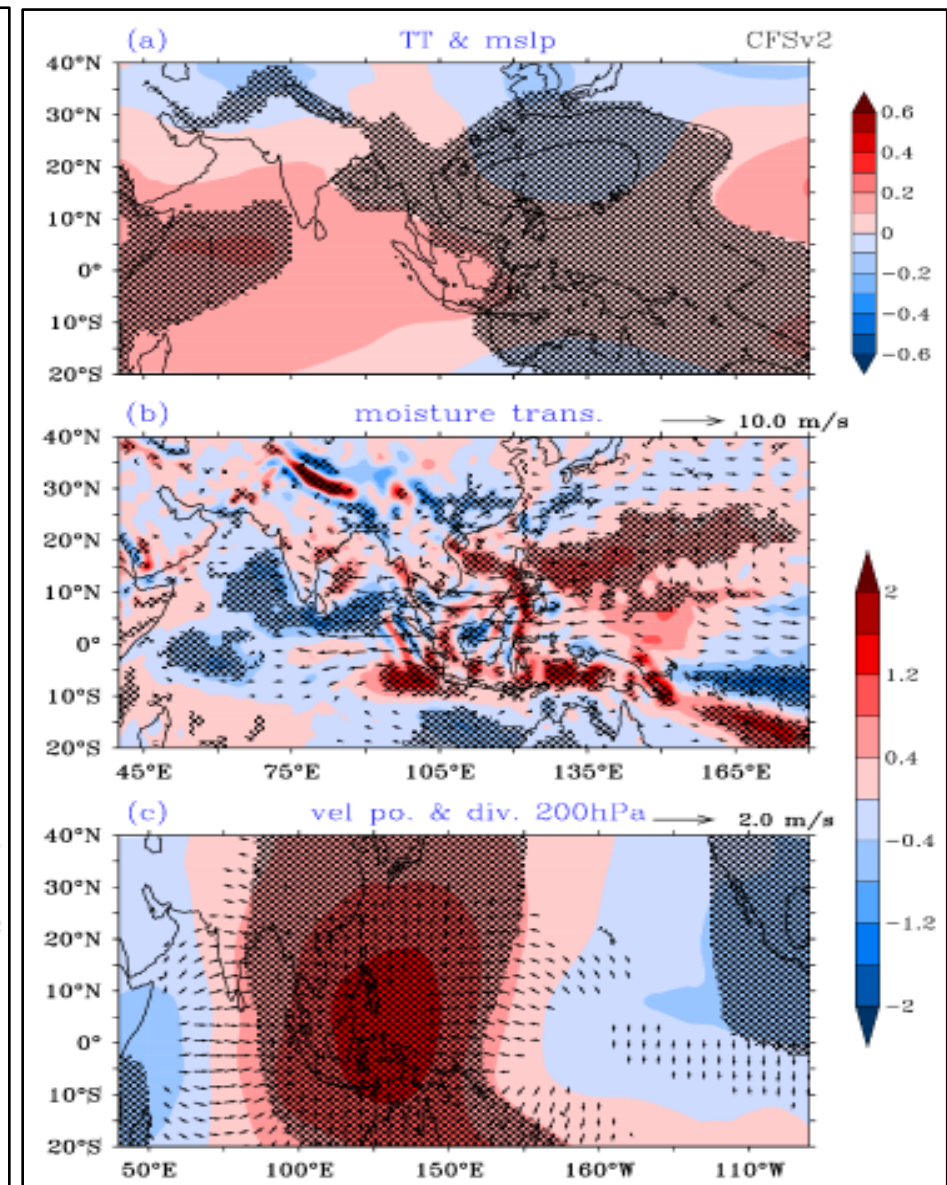 (a) TT & mslp CFSv2
40°N
30°N
20°N
10°N
0°
10°S
20°S
0.6
0.4
0.2
0
−0.2
−0.4
−0.6
(b) moisture trans. 10.0 m/s
40°N
30°N
20°N
10°N
0°
10°S
20°S
45°E 75°E 105°E 135°E 165°E
2
1.2
0.4
−0.4
−1.2
−2
(c) vel po. & div. 200hPa 2.0 m/s
40°N
30°N
20°N
10°N
0°
10°S
20°S
50°E 100°E 150°E 160°W 110°W